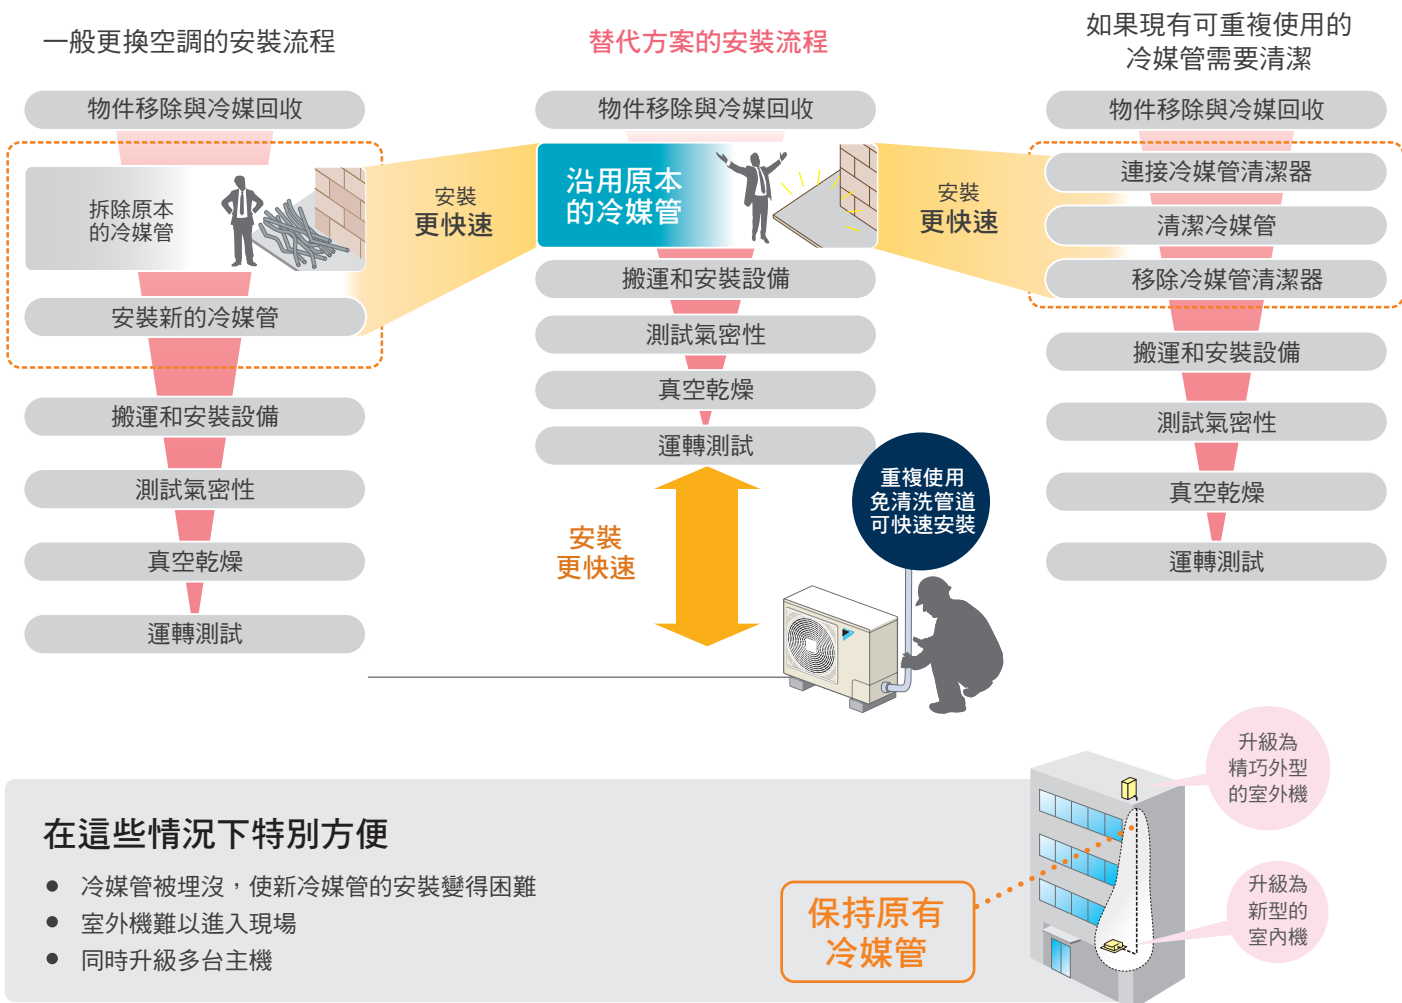 一般更換空調的安裝流程
物件移除與冷媒回收
拆除原本
的冷媒管
安裝新的冷媒管
搬運和安裝設備
測試氣密性
真空乾燥
運轉測試
安裝
更快速
替代方案的安裝流程
物件移除與冷媒回收
沿用原本
的冷媒管
搬運和安裝設備
測試氣密性
真空乾燥
運轉測試
安裝
更快速
重複使用
免清洗管道
可快速安裝
安裝
更快速
如果現有可重複使用的
冷媒管需要清潔
物件移除與冷媒回收
連接冷媒管清潔器
清潔冷媒管
移除冷媒管清潔器
搬運和安裝設備
測試氣密性
真空乾燥
運轉測試
在這些情況下特別方便
● 冷媒管被埋沒，使新冷媒管的安裝變得困難
● 室外機難以進入現場
● 同時升級多台主機
保持原有
冷媒管
升級為
精巧外型
的室外機
升級為
新型的
室內機